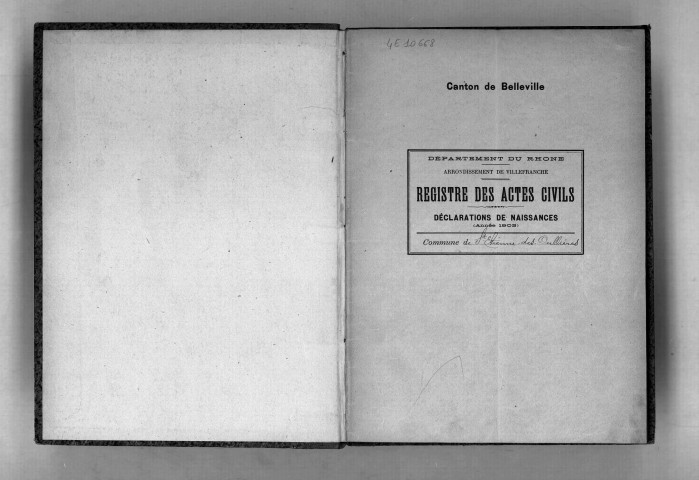 4E 10668
Canton de Belleville
DÉPARTEMENT DU RHONE
ARRONDISSEMENT DE VILLEFRANCHE
REGISTRE DES ACTES CIVILS
DÉCLARATIONS DE NAISSANCES
(Année 1903)
Commune de St Etienne-des-Oullières